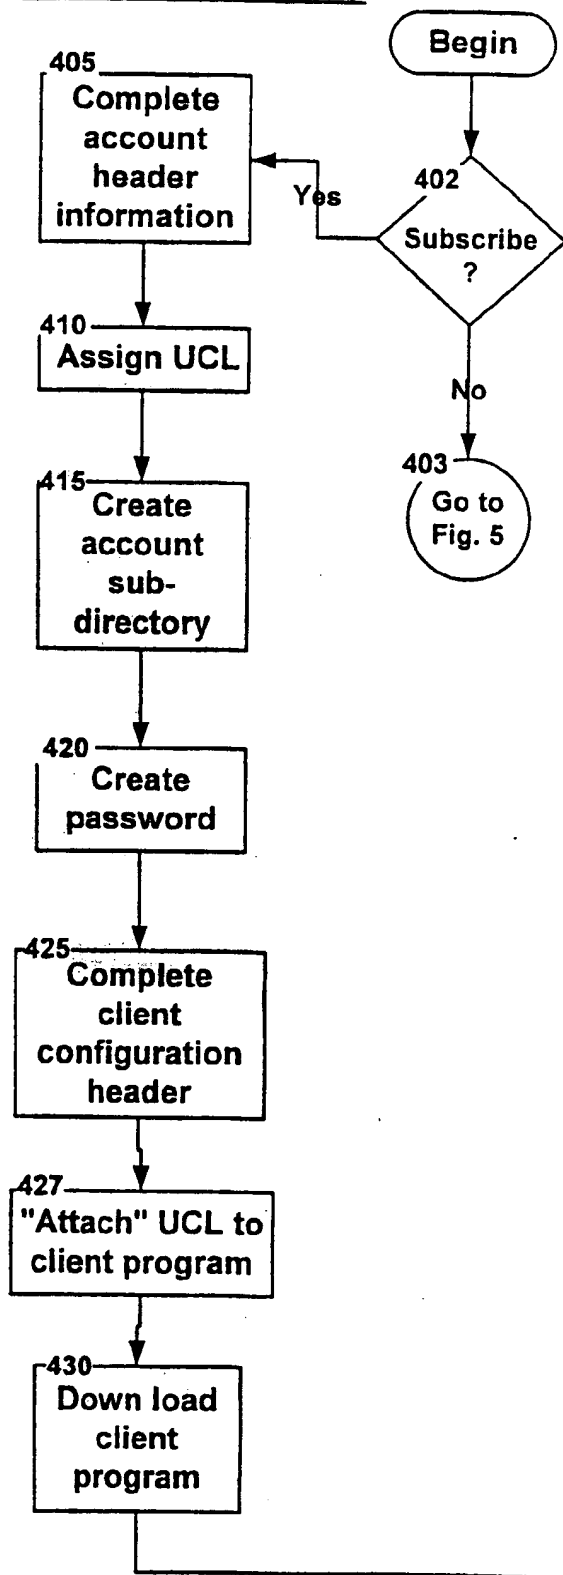 Begin
402
Subscribe
?
Yes
No
403
Go to
Fig. 5
405
Complete
account
header
information
410
Assign UCL
415
Create
account
sub-
directory
420
Create
password
425
Complete
client
configuration
header
427
"Attach" UCL to
client program
430
Down load
client
program